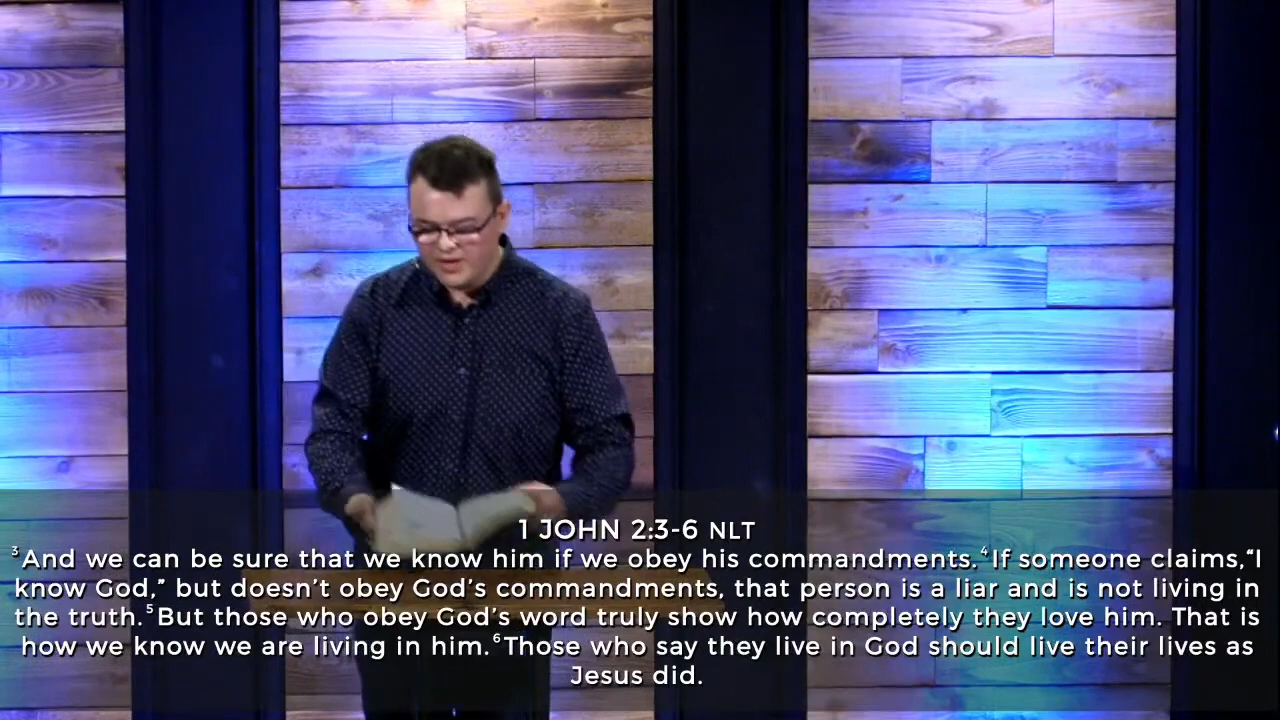 1 JOHN 2:3-6 NLT
³And we can be sure that we know him if we obey his commandments. ⁴If someone claims,“I
know God,” but doesn’t obey God’s commandments, that person is a liar and is not living in
the truth. ⁵But those who obey God’s word truly show how completely they love him. That is
how we know we are living in him. ⁶Those who say they live in God should live their lives as
Jesus did.